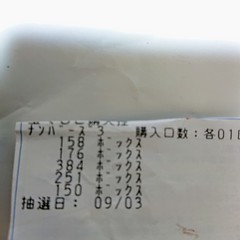 ナンバーズ3 購入口数：各010
158 ボックス
116 ボックス
384 ボックス
251 ボックス
150 ボックス
抽選日： 09/03